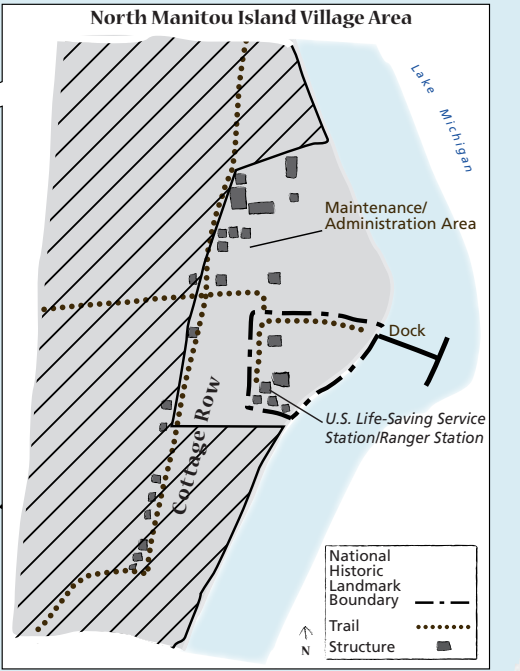 North Manitou Island Village Area
Lake Michigan
Maintenance/
Administration Area
Dock
U.S. Life-Saving Service
Station/Ranger Station
Cottage Row
National
Historic
Landmark
Boundary
Trail
Structure
N